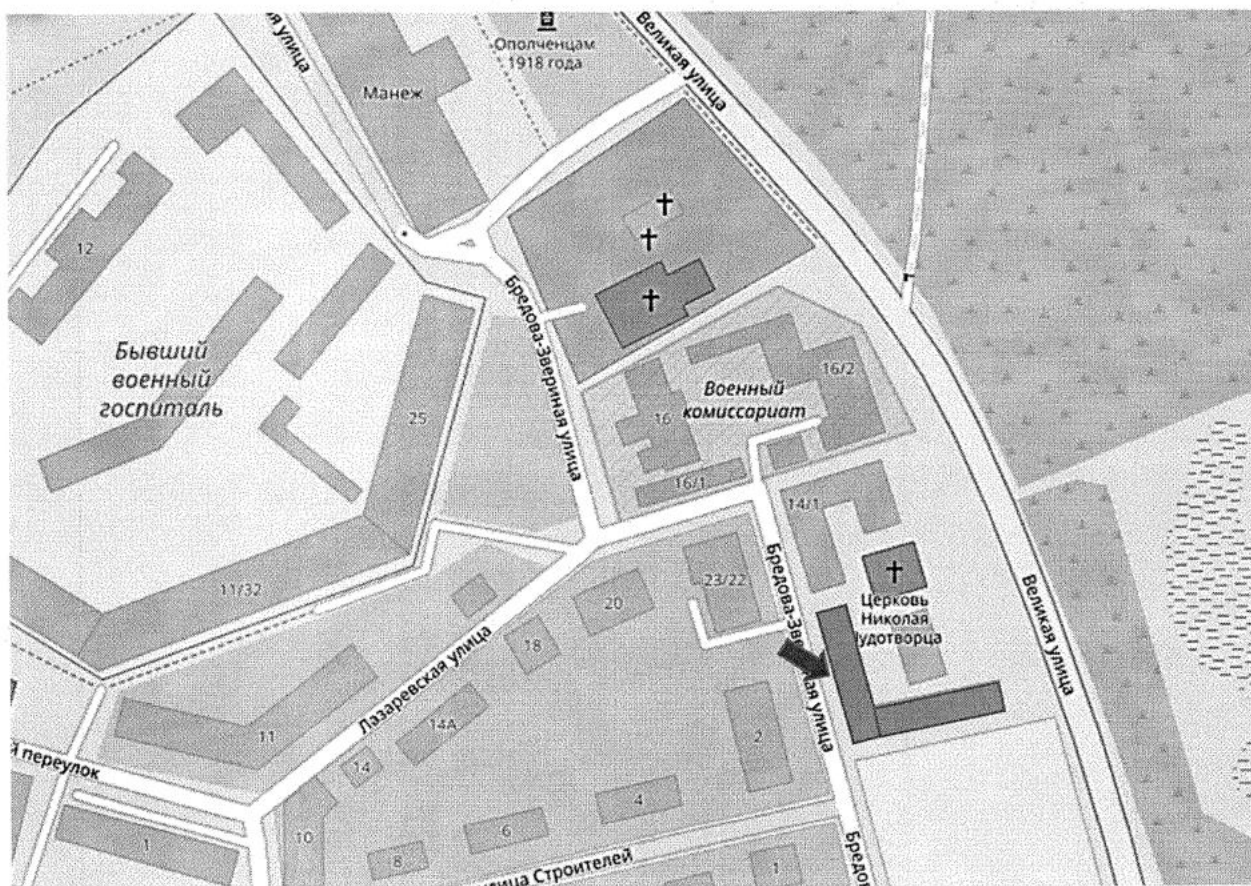 ая улица
Ополченцам
1918 года
Великая улица
Манеж
12
Бредова-Звериная улица
Бывший
военный
госпиталь
25
16/2
Военный
комиссариат
16
16/1
14/1
11/32
23/22
20
Бредова-Зве
ная улица
Церковь
Николая
Чудотворца
Великая улица
18
Лазаревская улица
14А
2
11
й переулок
14
4
10
6
1
8
улица Строителей
1
Бредо